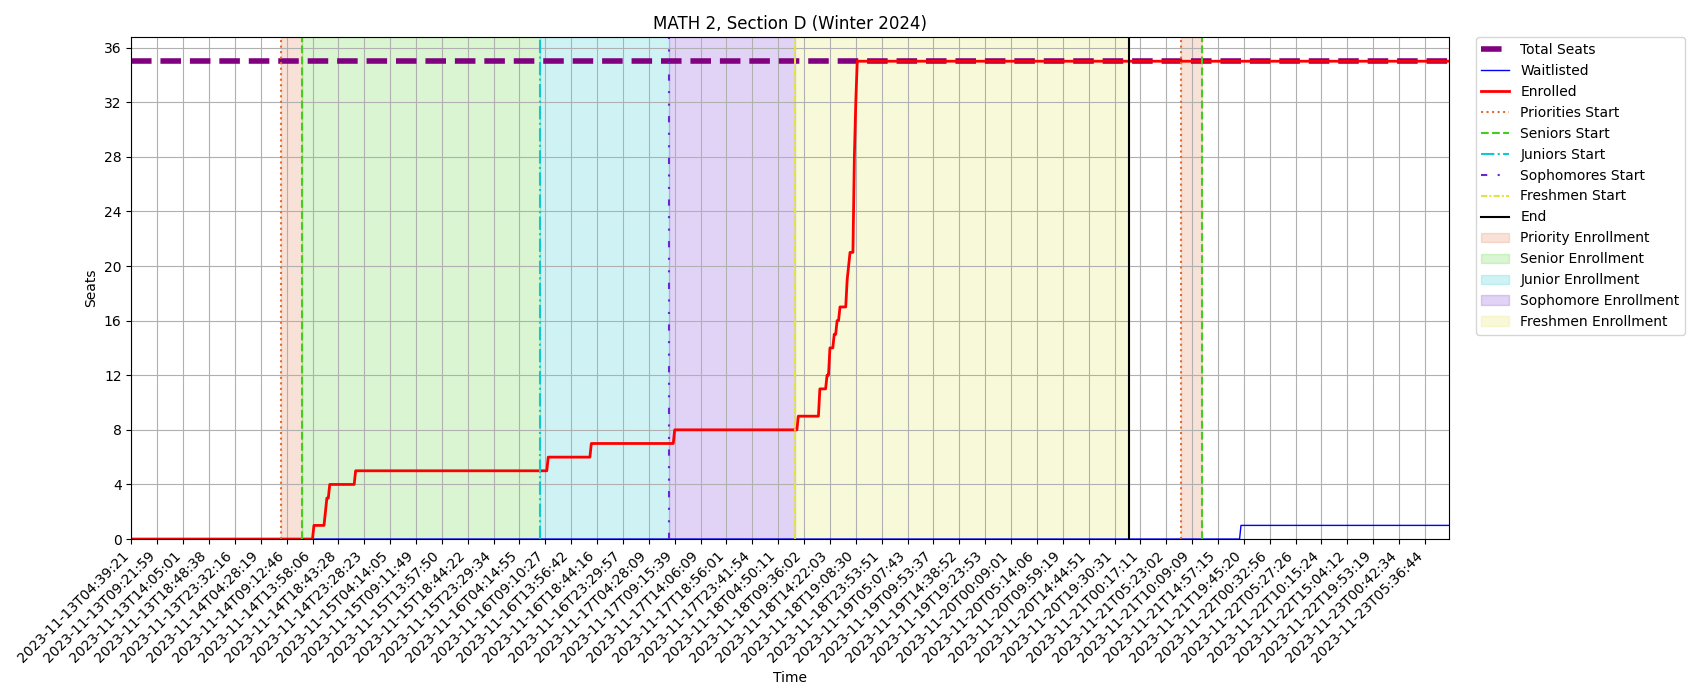 MATH 2, Section D (Winter 2024)
Seats
36
32
28
24
20
16
12
8
4
0
2023-11-13T04:39:21
2023-11-13T09:21:59
2023-11-13T14:05:01
2023-11-13T18:48:38
2023-11-13T23:32:16
2023-11-14T04:28:19
2023-11-14T09:12:46
2023-11-14T13:58:06
2023-11-14T18:43:28
2023-11-14T23:28:23
2023-11-15T04:14:05
2023-11-15T09:11:49
2023-11-15T13:57:50
2023-11-15T18:44:22
2023-11-15T23:29:34
2023-11-16T04:14:55
2023-11-16T09:10:27
2023-11-16T13:56:42
2023-11-16T18:44:16
2023-11-16T23:29:57
2023-11-17T04:28:09
2023-11-17T09:15:39
2023-11-17T14:06:09
2023-11-17T18:56:01
2023-11-17T23:41:54
2023-11-18T04:50:11
2023-11-18T09:36:02
2023-11-18T14:22:03
2023-11-18T19:08:30
2023-11-18T23:53:51
2023-11-19T05:07:43
2023-11-19T09:53:37
2023-11-19T14:38:52
2023-11-19T19:23:53
2023-11-20T00:09:01
2023-11-20T05:14:06
2023-11-20T09:59:19
2023-11-20T14:44:51
2023-11-20T19:30:31
2023-11-21T00:17:11
2023-11-21T05:23:02
2023-11-21T10:09:09
2023-11-21T14:57:15
2023-11-21T19:45:20
2023-11-22T00:32:56
2023-11-22T05:27:26
2023-11-22T10:15:24
2023-11-22T15:04:12
2023-11-22T19:53:19
2023-11-23T00:42:34
2023-11-23T05:36:44
Time
Total Seats
Waitlisted
Enrolled
Priorities Start
Seniors Start
Juniors Start
Sophomores Start
Freshmen Start
End
Priority Enrollment
Senior Enrollment
Junior Enrollment
Sophomore Enrollment
Freshmen Enrollment